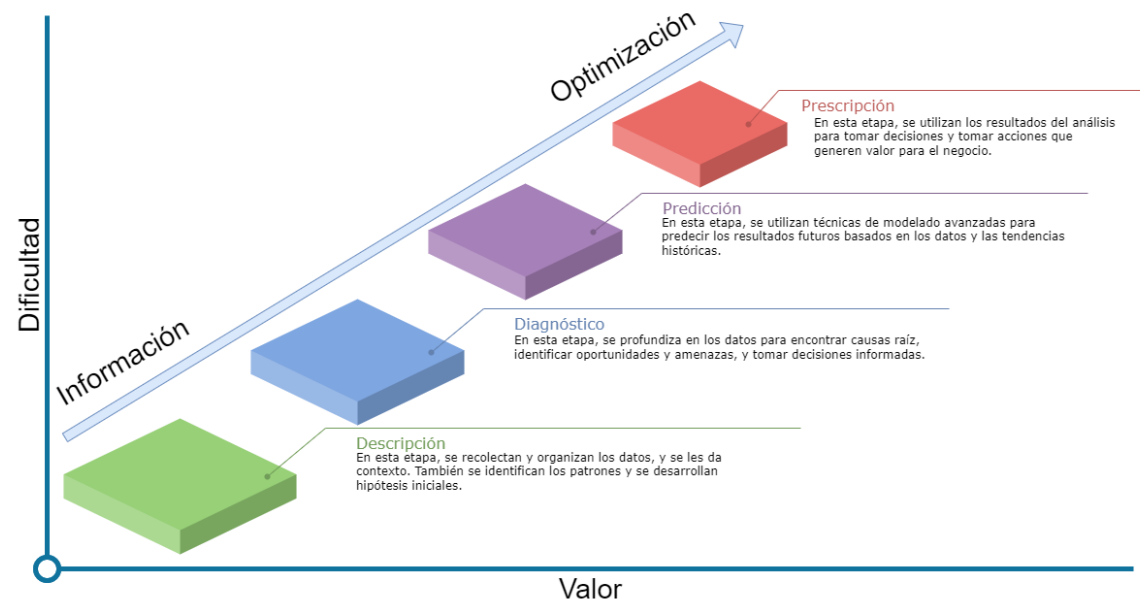 Optimización
Prescripción
En esta etapa, se utilizan los resultados del análisis
para tomar decisiones y tomar acciones que
generen valor para el negocio.
Predicción
En esta etapa, se utilizan técnicas de modelado avanzadas para
predecir los resultados futuros basados en los datos y las tendencias
históricas.
Dificultad
Información
Diagnóstico
En esta etapa, se profundiza en los datos para encontrar causas raíz,
identificar oportunidades y amenazas, y tomar decisiones informadas.
Descripción
En esta etapa, se recolectan y organizan los datos, y se les da
contexto. También se identifican los patrones y se desarrollan
hipótesis iniciales.
Valor